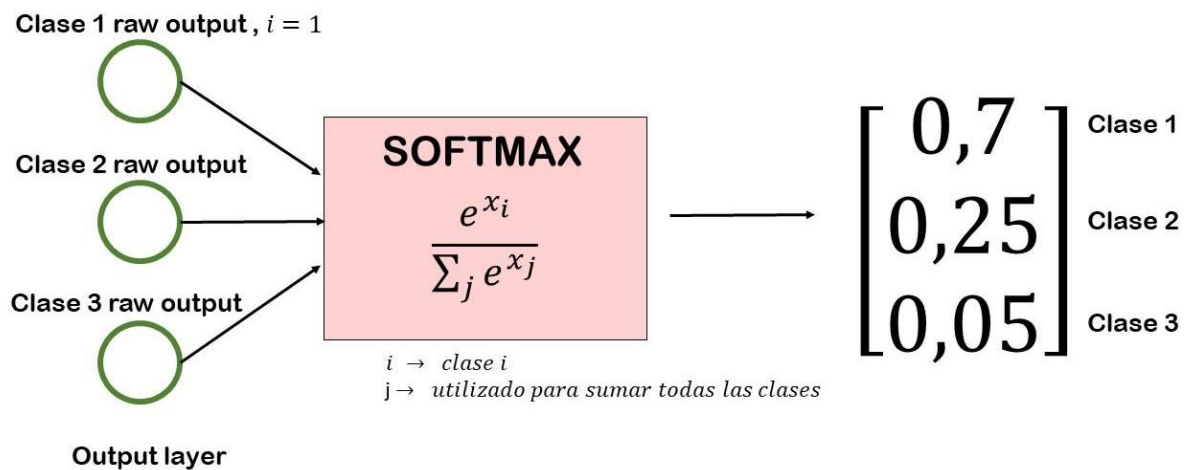 Clase 1 raw output , i = 1
Clase 2 raw output
Clase 3 raw output
Output layer
SOFTMAX
e^{x_i}
∑_j e^{x_j}
i → clase i
j → utilizado para sumar todas las clases
0,7
Clase 1
0,25
Clase 2
0,05
Clase 3